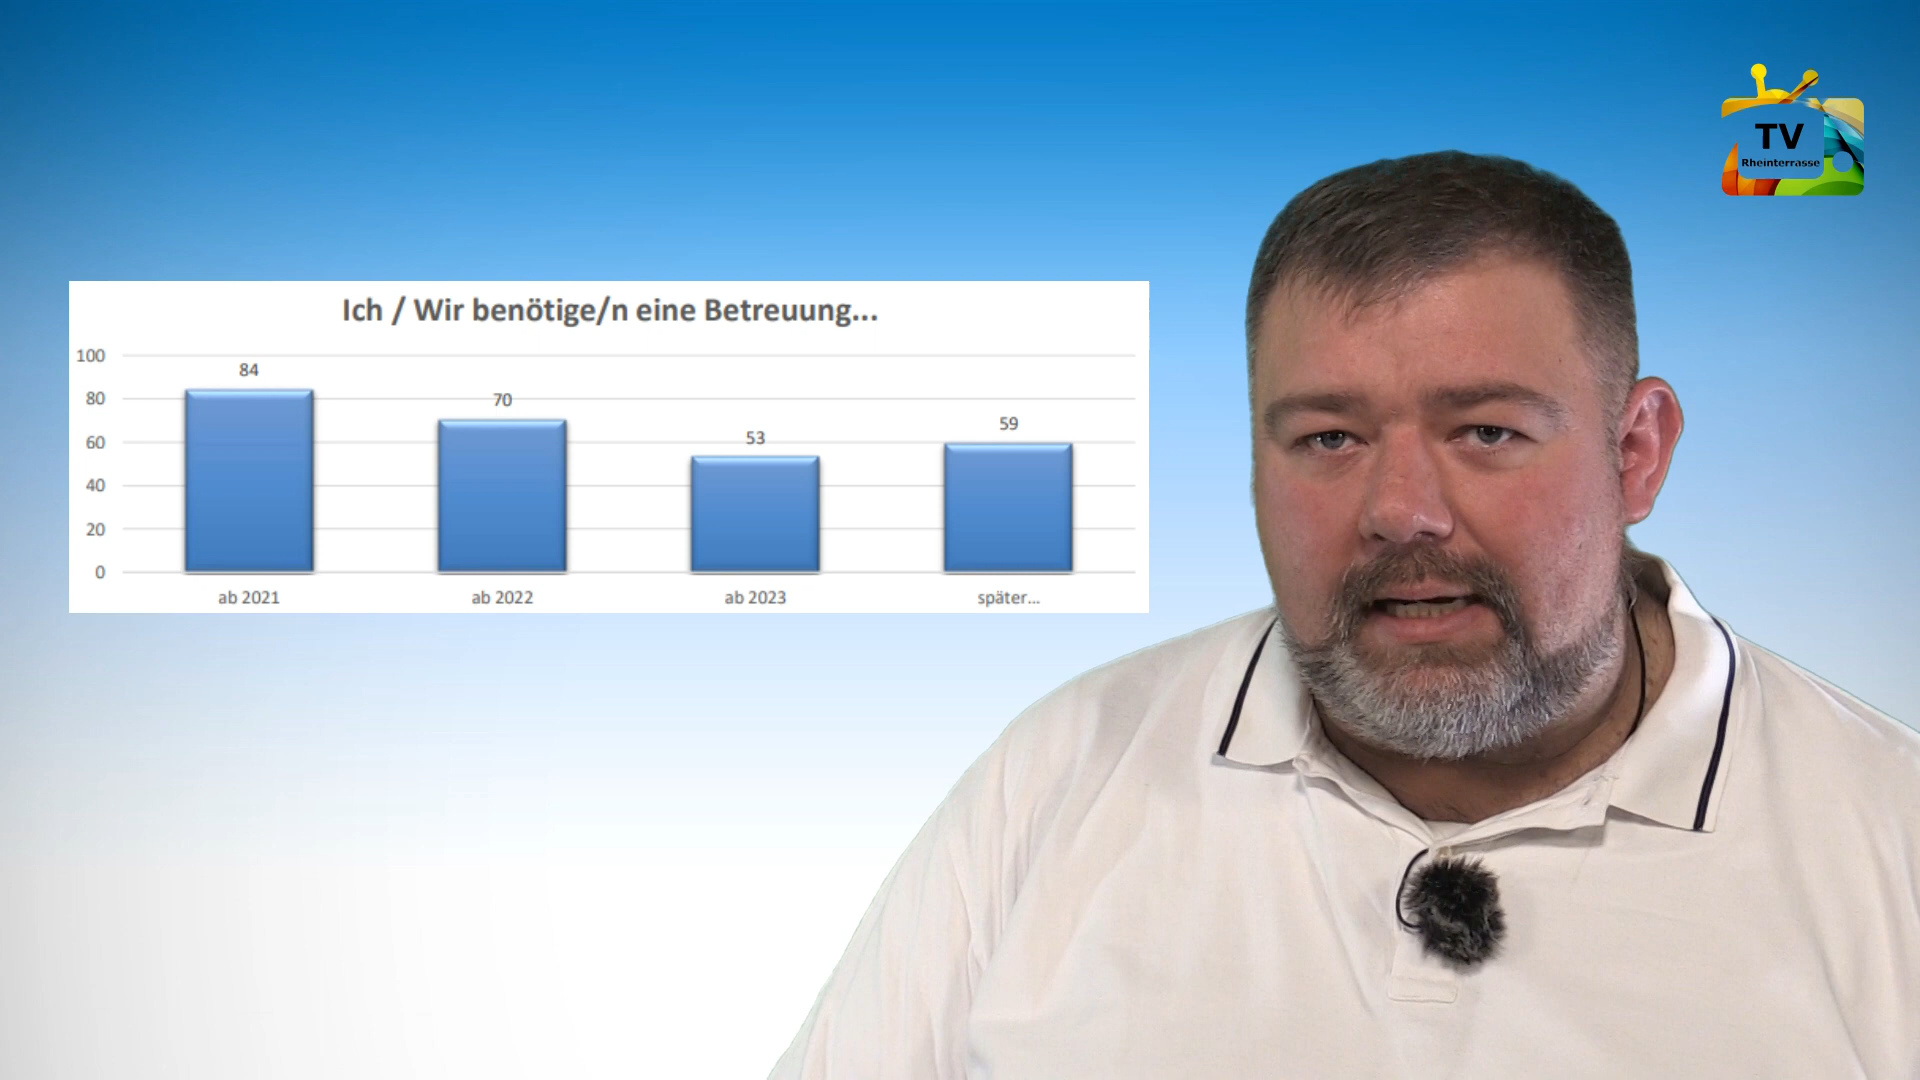 TV
Rheinterrasse
Ich / Wir benötige/n eine Betreuung...
100
84
80
70
60
59
53
40
20
0
ab 2021
ab 2022
ab 2023
später...